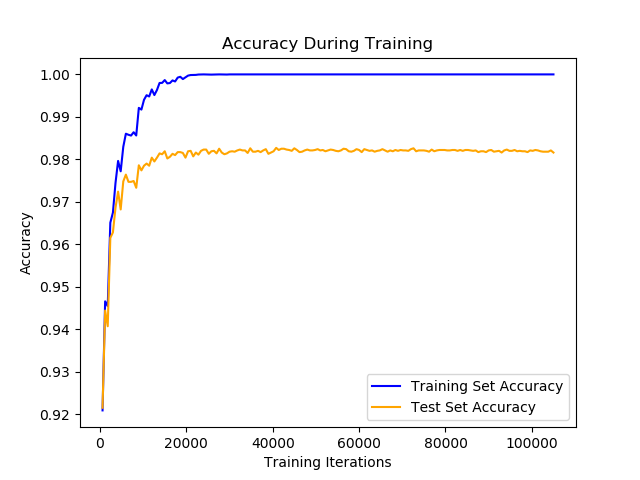 Accuracy During Training
1.00
0.99
0.98
0.97
0.96
0.95
0.94
0.93
0.92
Accuracy
0 20000 40000 60000 80000 100000
Training Iterations
Training Set Accuracy
Test Set Accuracy